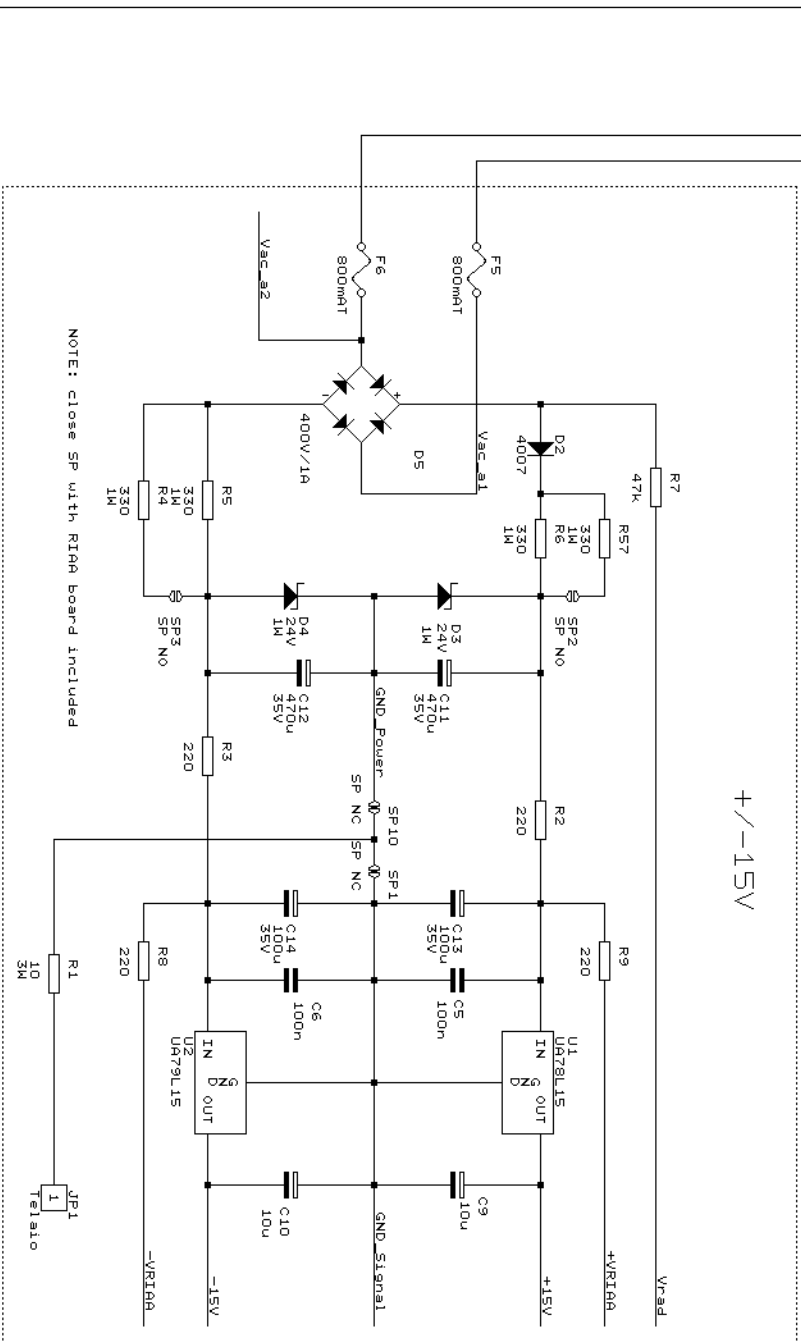 +/-15V
R7
47k
Vrad
F5
800mAT
F6
800mAT
Vac_a1
Vac_a2
D5
400V/1A
+
-
D2
4007
R57
330
1W
R6
330
1W
SP2
SP NO
R9
220
+VRIAA
R2
220
U1
UA78L15
IN
GND
OUT
+15V
D3
24V
1W
C11
470u
35V
C13
100u
35V
C5
100n
C9
10u
GND_Power
SP10
SP NC
SP1
SP NC
GND_Signal
D4
24V
1W
C12
470u
35V
C14
100u
35V
C6
100n
C10
10u
R5
330
1W
R4
330
1W
SP3
SP NO
R3
220
U2
UA79L15
IN
GND
OUT
-15V
R8
220
-VRIAA
R1
10
3W
JP1
1
Telaio
NOTE: close SP with RIAA board included